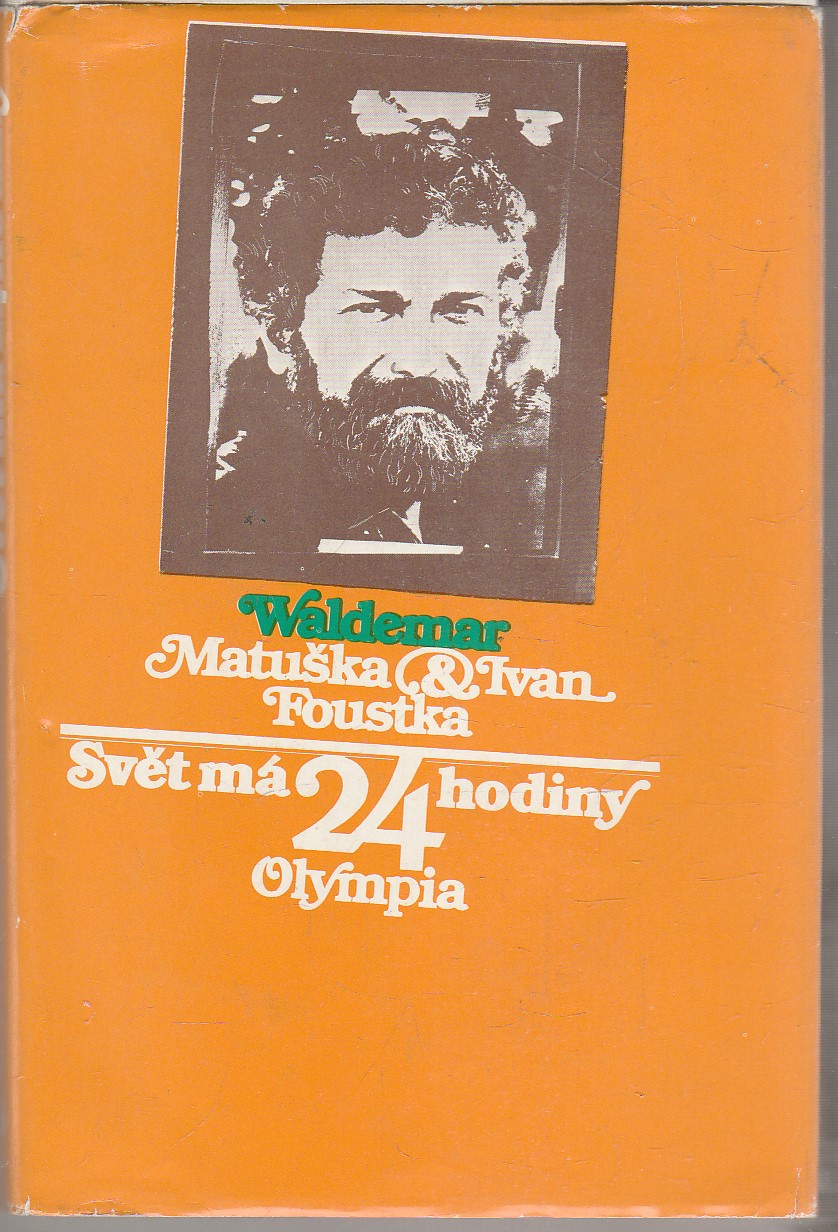 Waldemar
Matuška & Ivan
Foustka
Svět má 24 hodiny
Olympia